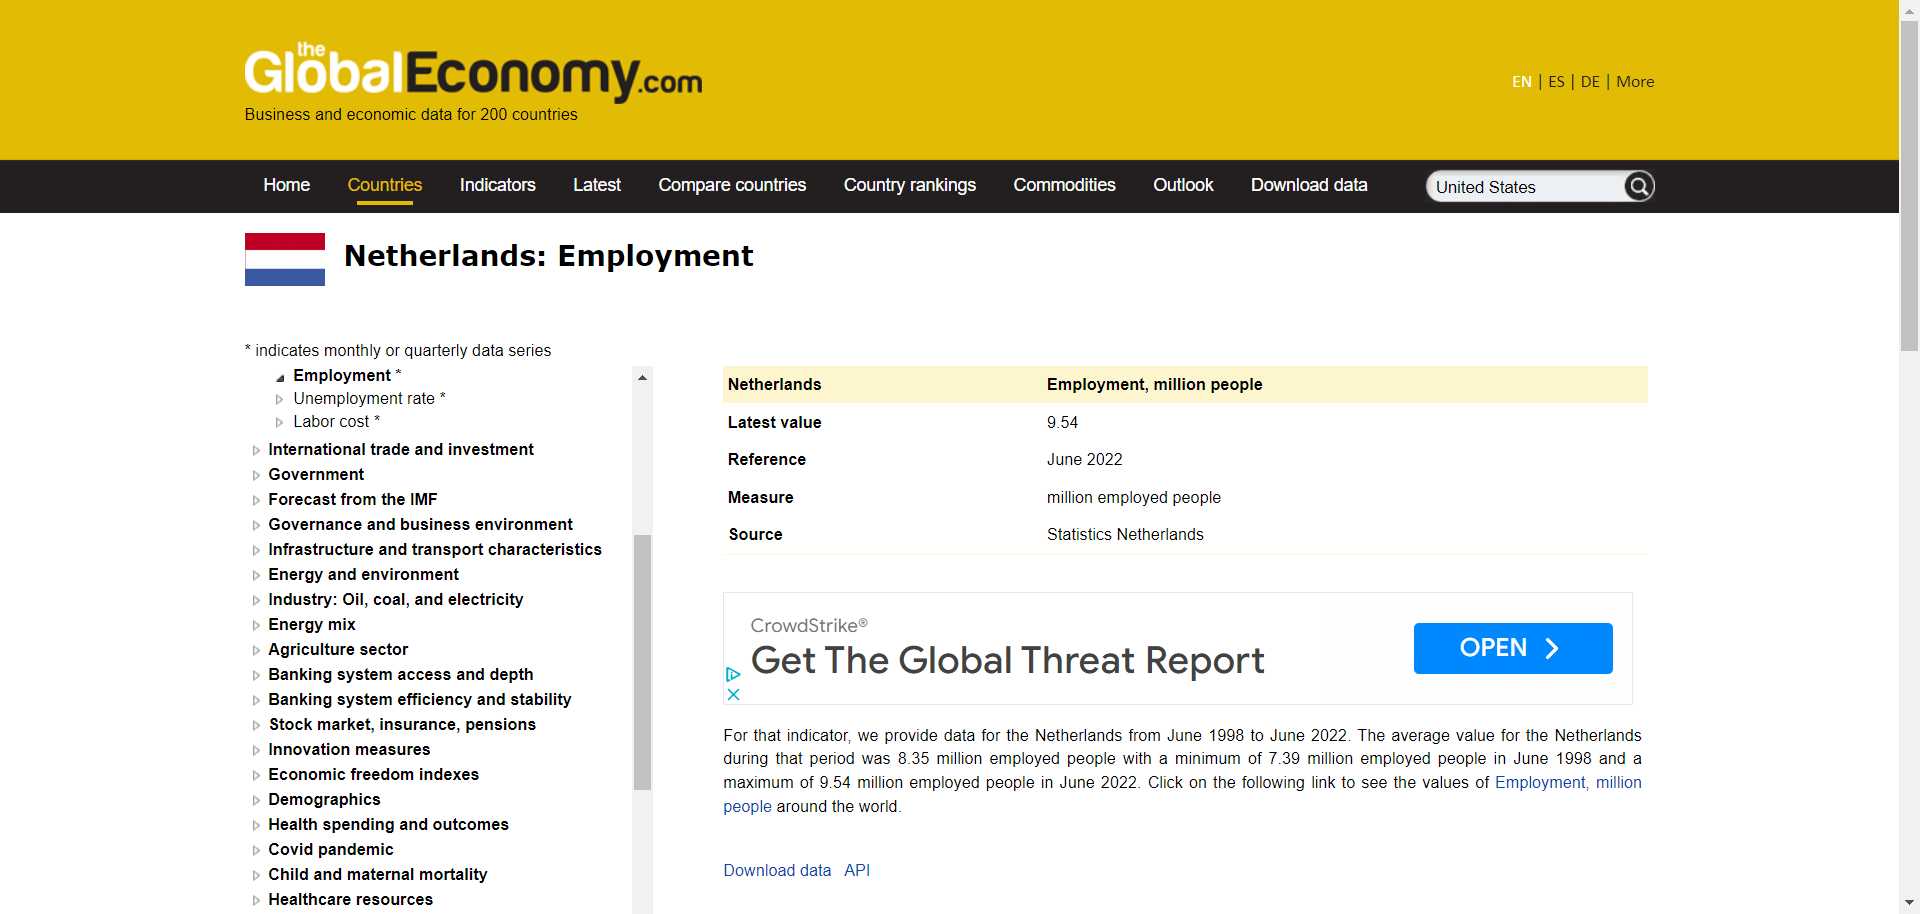 the
GlobalEconomy.com
Business and economic data for 200 countries
EN | ES | DE | More
Home Countries Indicators Latest Compare countries Country rankings Commodities Outlook Download data United States
Netherlands: Employment
* indicates monthly or quarterly data series
Employment *
Unemployment rate *
Labor cost *
International trade and investment
Government
Forecast from the IMF
Governance and business environment
Infrastructure and transport characteristics
Energy and environment
Industry: Oil, coal, and electricity
Energy mix
Agriculture sector
Banking system access and depth
Banking system efficiency and stability
Stock market, insurance, pensions
Innovation measures
Economic freedom indexes
Demographics
Health spending and outcomes
Covid pandemic
Child and maternal mortality
Healthcare resources
Netherlands Employment, million people
Latest value 9.54
Reference June 2022
Measure million employed people
Source Statistics Netherlands
CrowdStrike®
Get The Global Threat Report
OPEN
For that indicator, we provide data for the Netherlands from June 1998 to June 2022. The average value for the Netherlands
during that period was 8.35 million employed people with a minimum of 7.39 million employed people in June 1998 and a
maximum of 9.54 million employed people in June 2022. Click on the following link to see the values of Employment, million
people around the world.
Download data API